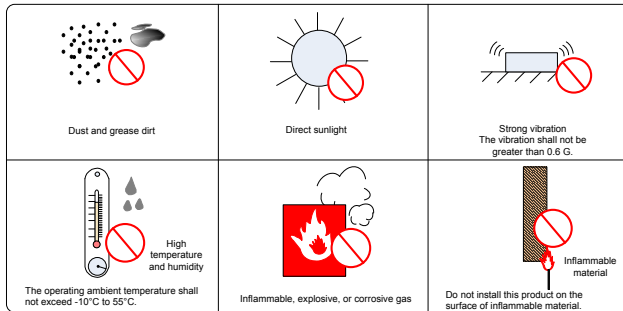 Dust and grease dirt
Direct sunlight
Strong vibration
The vibration shall not be
greater than 0.6 G.
High
temperature
and humidity
The operating ambient temperature shall
not exceed -10°C to 55°C.
Inflammable, explosive, or corrosive gas
Inflammable
material
Do not install this product on the
surface of inflammable material.